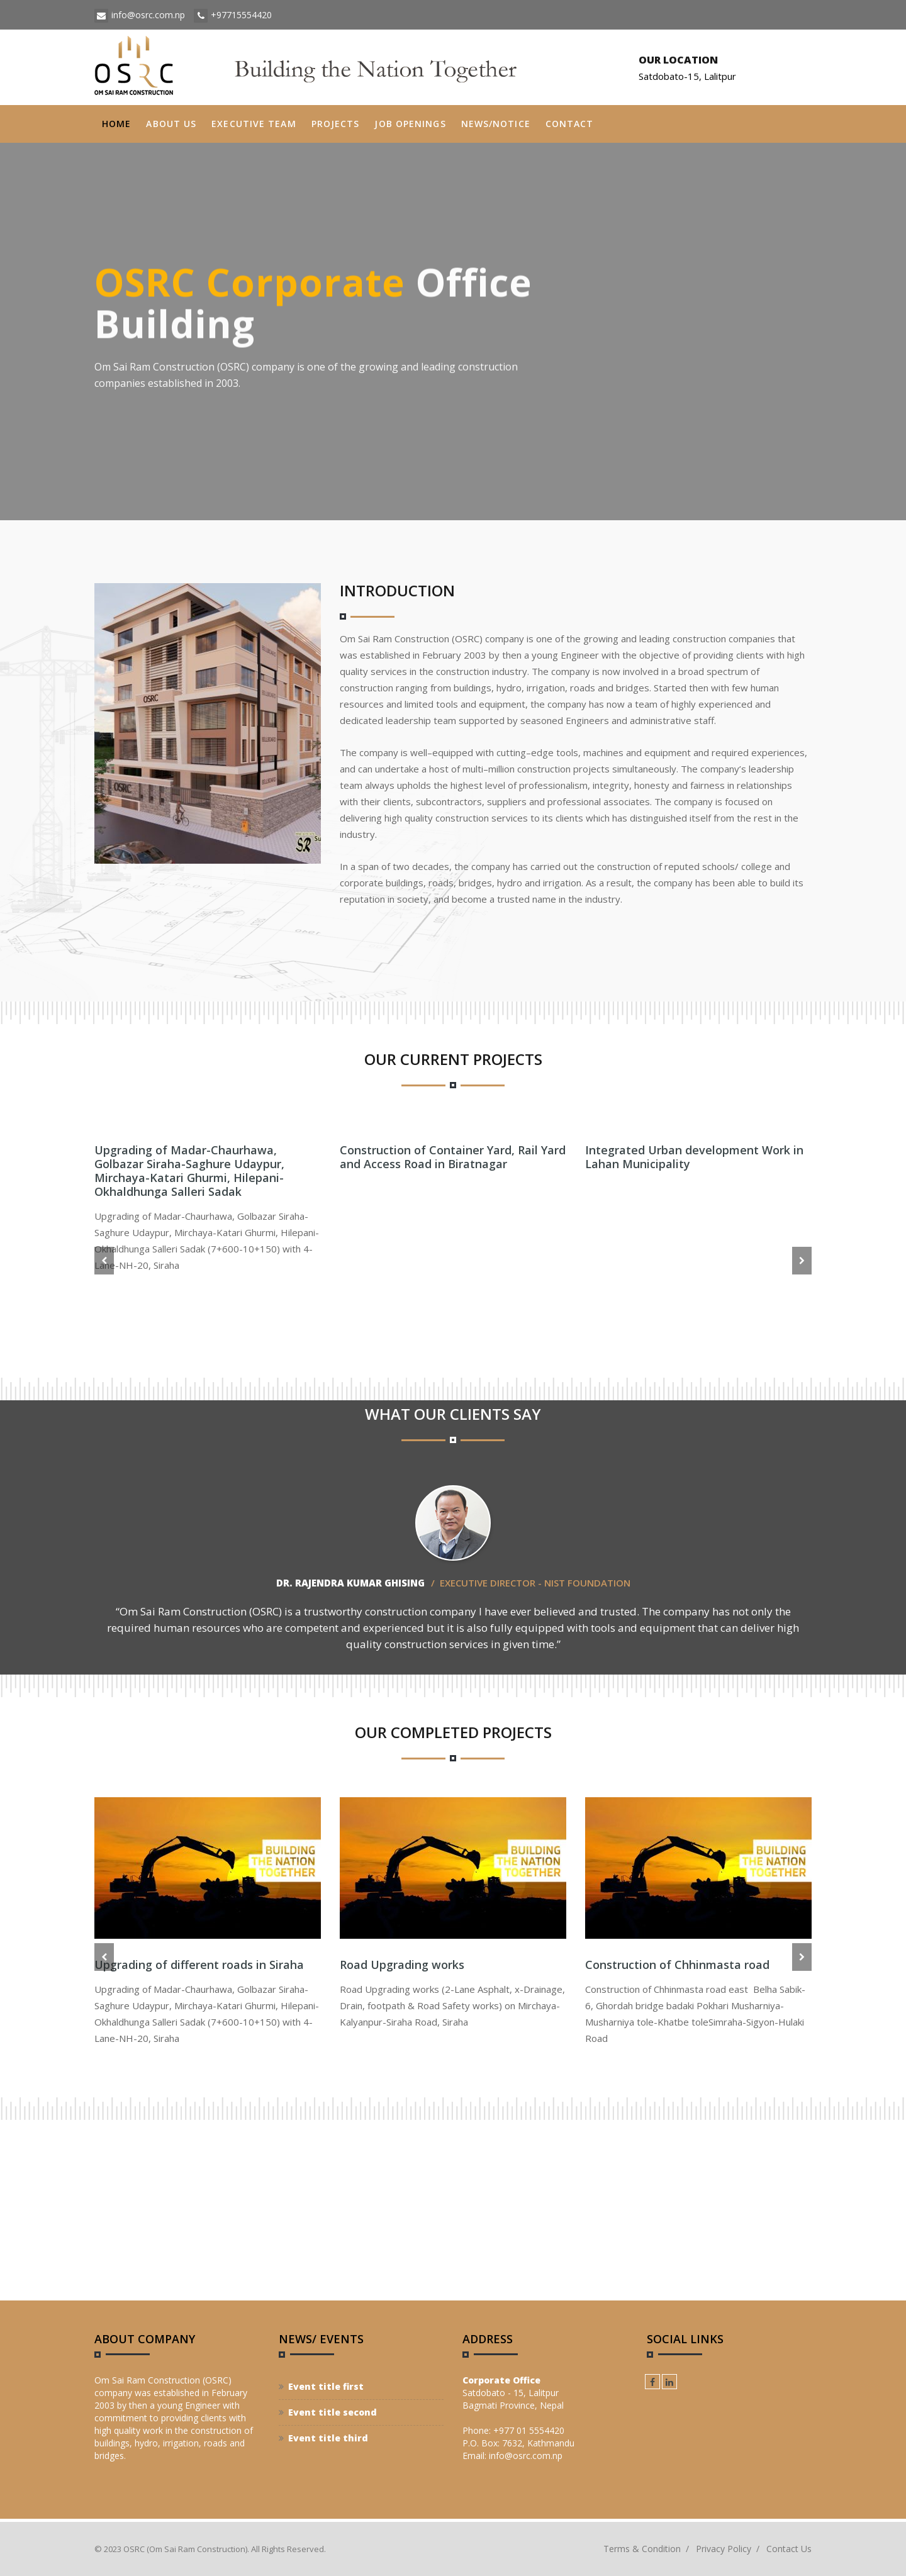 info@osrc.com.np +97715554420
OSRC
OM SAI RAM CONSTRUCTION
Building the Nation Together
OUR LOCATION
Satdobato-15, Lalitpur
HOME ABOUT US EXECUTIVE TEAM PROJECTS JOB OPENINGS NEWS/NOTICE CONTACT
OSRC Corporate Office
Building
Om Sai Ram Construction (OSRC) company is one of the growing and leading construction
companies established in 2003.
INTRODUCTION
Om Sai Ram Construction (OSRC) company is one of the growing and leading construction companies that
was established in February 2003 by then a young Engineer with the objective of providing clients with high
quality services in the construction industry. The company is now involved in a broad spectrum of
construction ranging from buildings, hydro, irrigation, roads and bridges. Started then with few human
resources and limited tools and equipment, the company has now a team of highly experienced and
dedicated leadership team supported by seasoned Engineers and administrative staff.
The company is well–equipped with cutting–edge tools, machines and equipment and required experiences,
and can undertake a host of multi–million construction projects simultaneously. The company's leadership
team always upholds the highest level of professionalism, integrity, honesty and fairness in relationships
with their clients, subcontractors, suppliers and professional associates. The company is focused on
delivering high quality construction services to its clients which has distinguished itself from the rest in the
industry.
In a span of two decades, the company has carried out the construction of reputed schools/ college and
corporate buildings, roads, bridges, hydro and irrigation. As a result, the company has been able to build its
reputation in society, and become a trusted name in the industry.
OSRC
OSRC
SR
Su
OUR CURRENT PROJECTS
Upgrading of Madar-Chaurhawa,
Golbazar Siraha-Saghure Udaypur,
Mirchaya-Katari Ghurmi, Hilepani-
Okhaldhunga Salleri Sadak
Upgrading of Madar-Chaurhawa, Golbazar Siraha-
Saghure Udaypur, Mirchaya-Katari Ghurmi, Hilepani-
Okhaldhunga Salleri Sadak (7+600-10+150) with 4-
Lane-NH-20, Siraha
Construction of Container Yard, Rail Yard
and Access Road in Biratnagar
Integrated Urban development Work in
Lahan Municipality
WHAT OUR CLIENTS SAY
DR. RAJENDRA KUMAR GHISING / EXECUTIVE DIRECTOR - NIST FOUNDATION
“Om Sai Ram Construction (OSRC) is a trustworthy construction company I have ever believed and trusted. The company has not only the
required human resources who are competent and experienced but it is also fully equipped with tools and equipment that can deliver high
quality construction services in given time.”
OUR COMPLETED PROJECTS
BUILDING
THE NATION
TOGETHER
Upgrading of different roads in Siraha
Upgrading of Madar-Chaurhawa, Golbazar Siraha-
Saghure Udaypur, Mirchaya-Katari Ghurmi, Hilepani-
Okhaldhunga Salleri Sadak (7+600-10+150) with 4-
Lane-NH-20, Siraha
BUILDING
THE NATION
TOGETHER
Road Upgrading works
Road Upgrading works (2-Lane Asphalt, x-Drainage,
Drain, footpath & Road Safety works) on Mirchaya-
Kalyanpur-Siraha Road, Siraha
BUILDING
THE NATION
TOGETHER
Construction of Chhinmasta road
Construction of Chhinmasta road east Belha Sabik-
6, Ghordah bridge badaki Pokhari Musharniya-
Musharniya tole-Khatbe toleSimraha-Sigyon-Hulaki
Road
ABOUT COMPANY
Om Sai Ram Construction (OSRC)
company was established in February
2003 by then a young Engineer with
commitment to providing clients with
high quality work in the construction of
buildings, hydro, irrigation, roads and
bridges.
NEWS/ EVENTS
Event title first
Event title second
Event title third
ADDRESS
Corporate Office
Satdobato - 15, Lalitpur
Bagmati Province, Nepal
Phone: +977 01 5554420
P.O. Box: 7632, Kathmandu
Email: info@osrc.com.np
SOCIAL LINKS
© 2023 OSRC (Om Sai Ram Construction). All Rights Reserved.
Terms & Condition / Privacy Policy / Contact Us